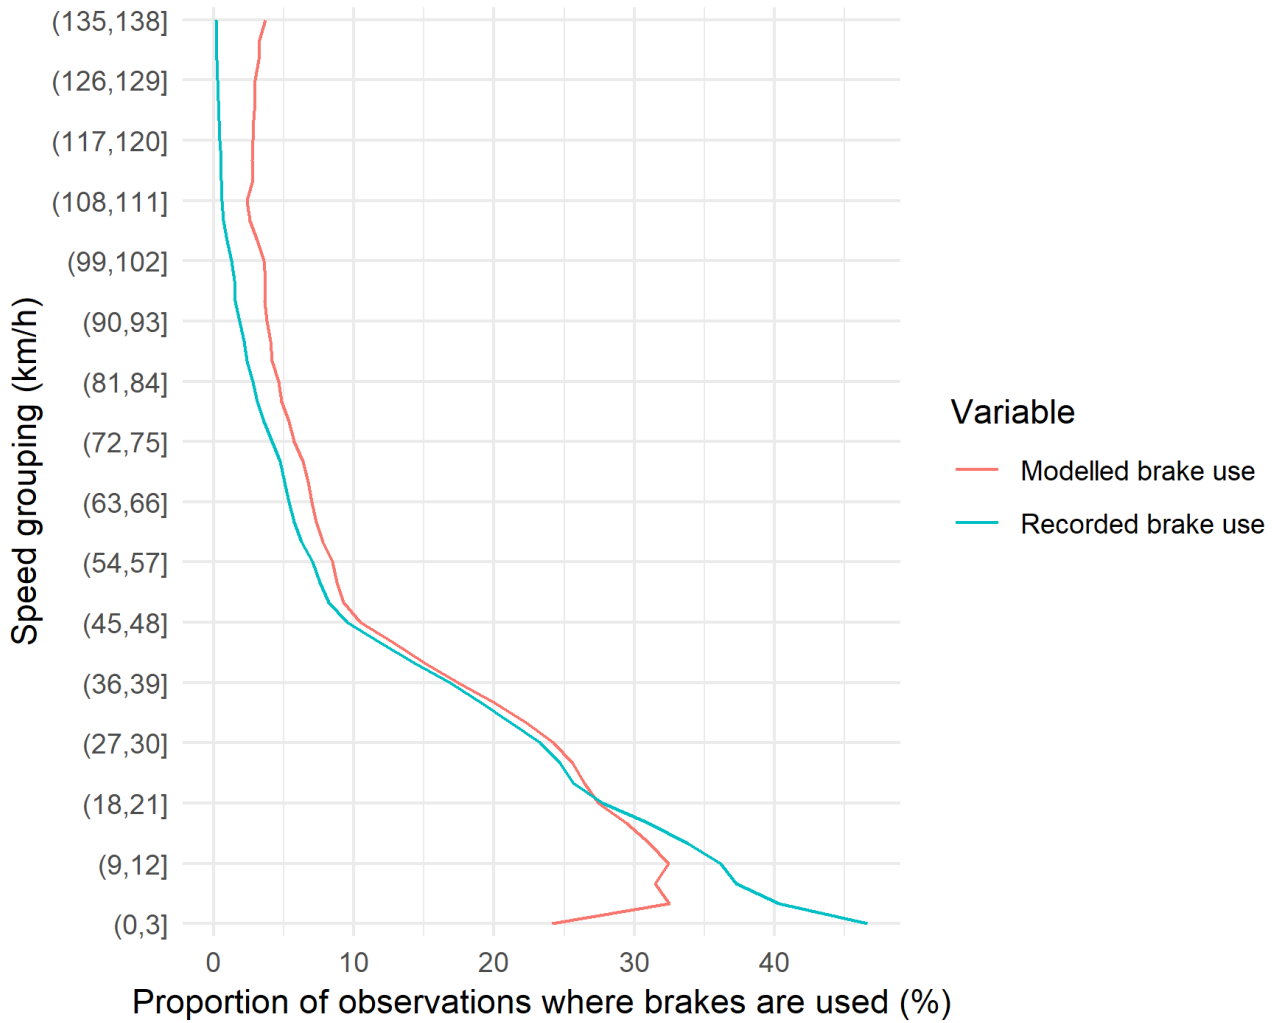 (135,138]
(126,129]
(117,120]
(108,111]
(99,102]
(90,93]
(81,84]
(72,75]
(63,66]
(54,57]
(45,48]
(36,39]
(27,30]
(18,21]
(9,12]
(0,3]
Speed grouping (km/h)
0 10 20 30 40
Proportion of observations where brakes are used (%)
Variable
Modelled brake use
Recorded brake use